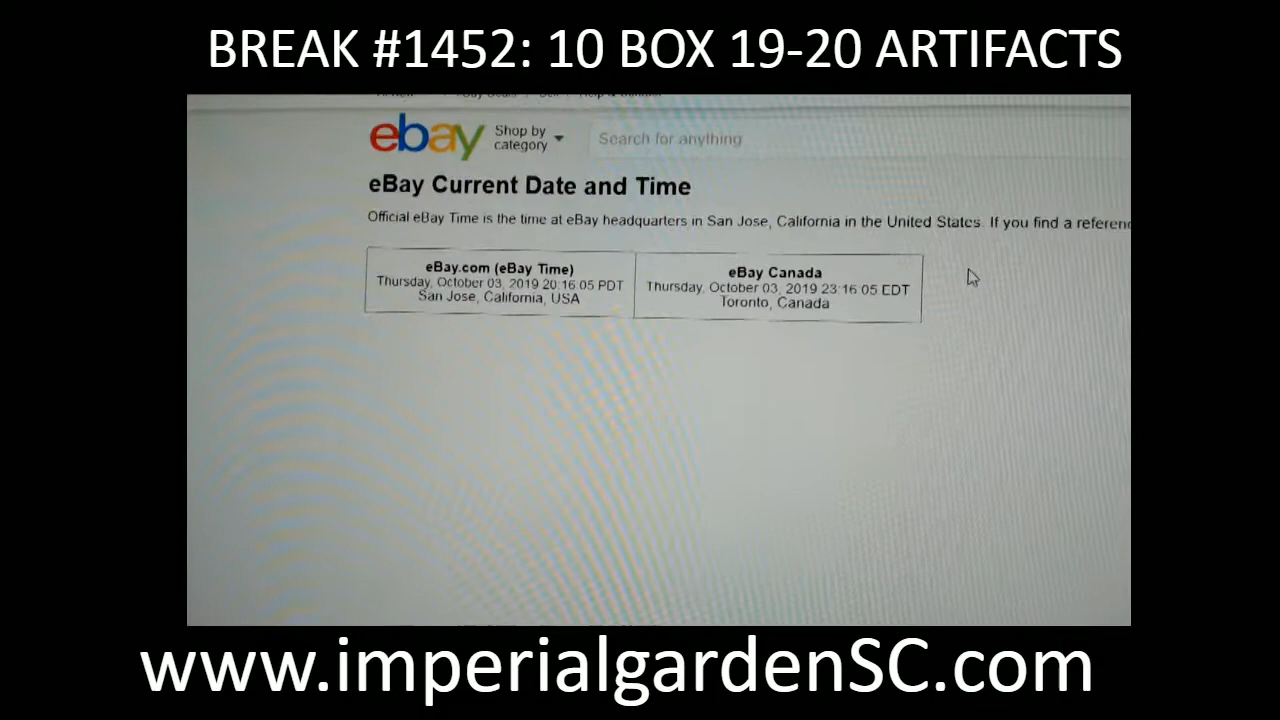 BREAK #1452: 10 BOX 19-20 ARTIFACTS
ebay
Shop by
category
Search for anything
eBay Current Date and Time
Official eBay Time is the time at eBay headquarters in San Jose, California in the United States. If you find a referenc
eBay.com (eBay Time)
Thursday, October 03, 2019 20:16:05 PDT
San Jose, California, USA
eBay Canada
Thursday, October 03, 2019 23:16:05 EDT
Toronto, Canada
www.imperialgardenSC.com